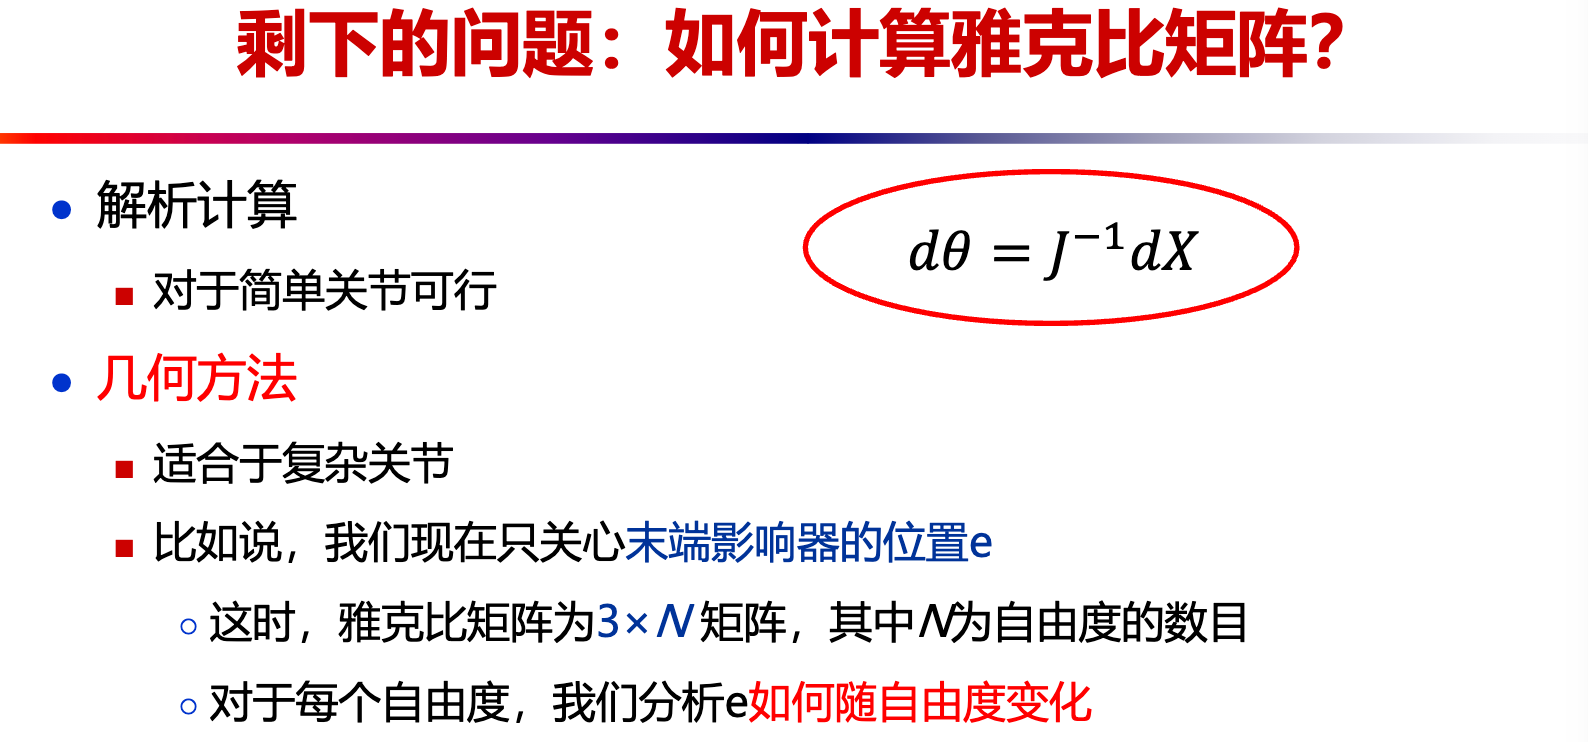 剩下的问题：如何计算雅克比矩阵？
解析计算
dθ = J⁻¹dX
对于简单关节可行
几何方法
适合于复杂关节
比如说，我们现在只关心末端影响器的位置e
这时，雅克比矩阵为3×N 矩阵，其中N为自由度的数目
对于每个自由度，我们分析e如何随自由度变化